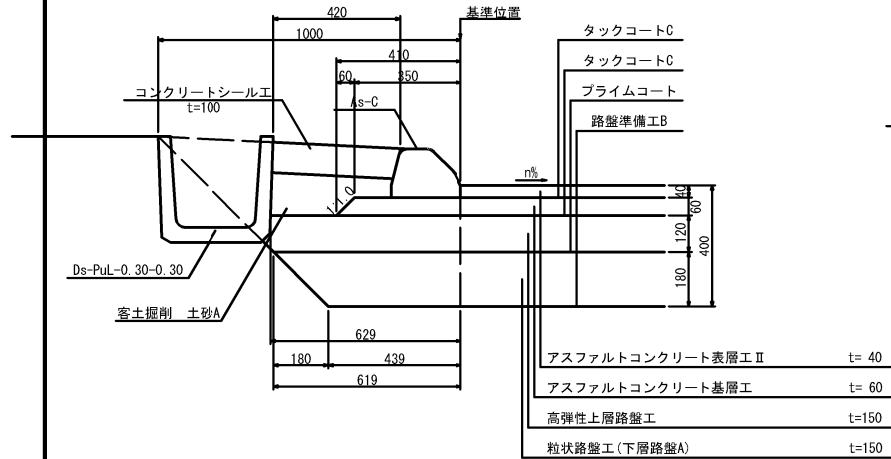 420
基準位置
1000
タックコートC
410
タックコートC
60
350
コンクリートシールエ
t=100
As-C
プライムコート
路盤準備工B
n%
1:1.0
40
60
120
400
180
Ds-PuL-0.30-0.30
客土掘削 土砂A
629
180
439
619
アスファルトコンクリート表層工Ⅱ t= 40
アスファルトコンクリート基層工 t= 60
高弾性上層路盤工 t=150
粒状路盤工(下層路盤A) t=150